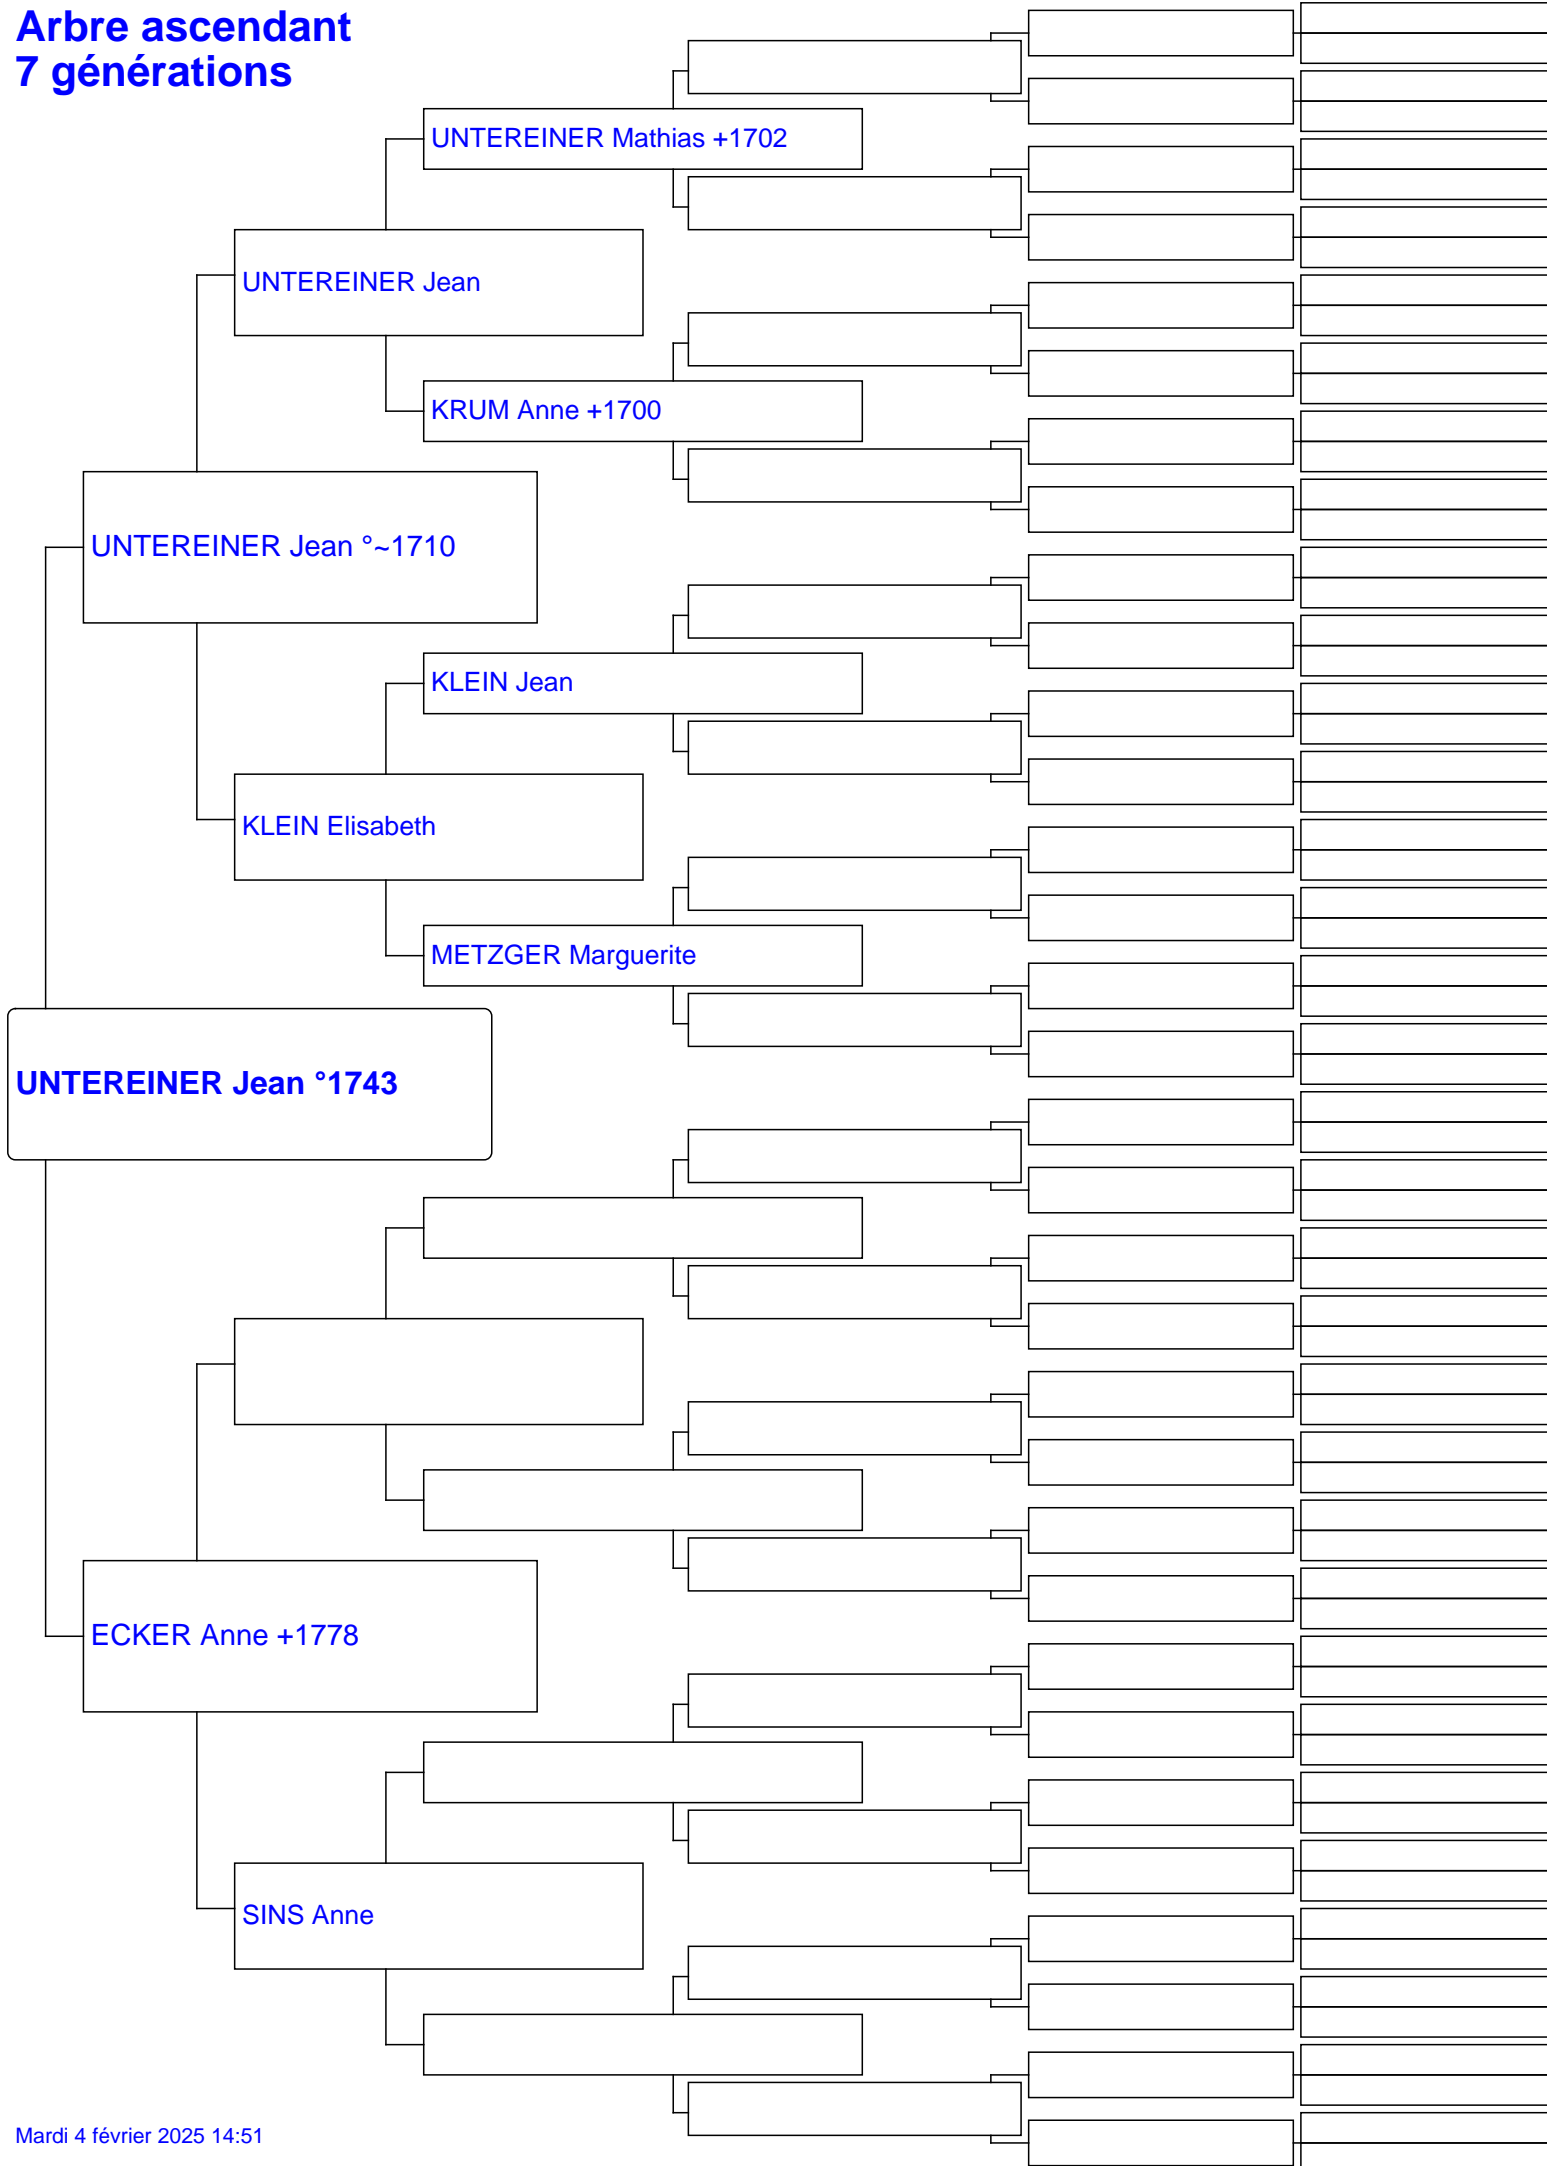 Arbre ascendant
7 générations
UNTEREINER Mathias +1702
UNTEREINER Jean
KRUM Anne +1700
UNTEREINER Jean °~1710
KLEIN Jean
KLEIN Elisabeth
METZGER Marguerite
UNTEREINER Jean °1743
ECKER Anne +1778
SINS Anne
Mardi 4 février 2025 14:51